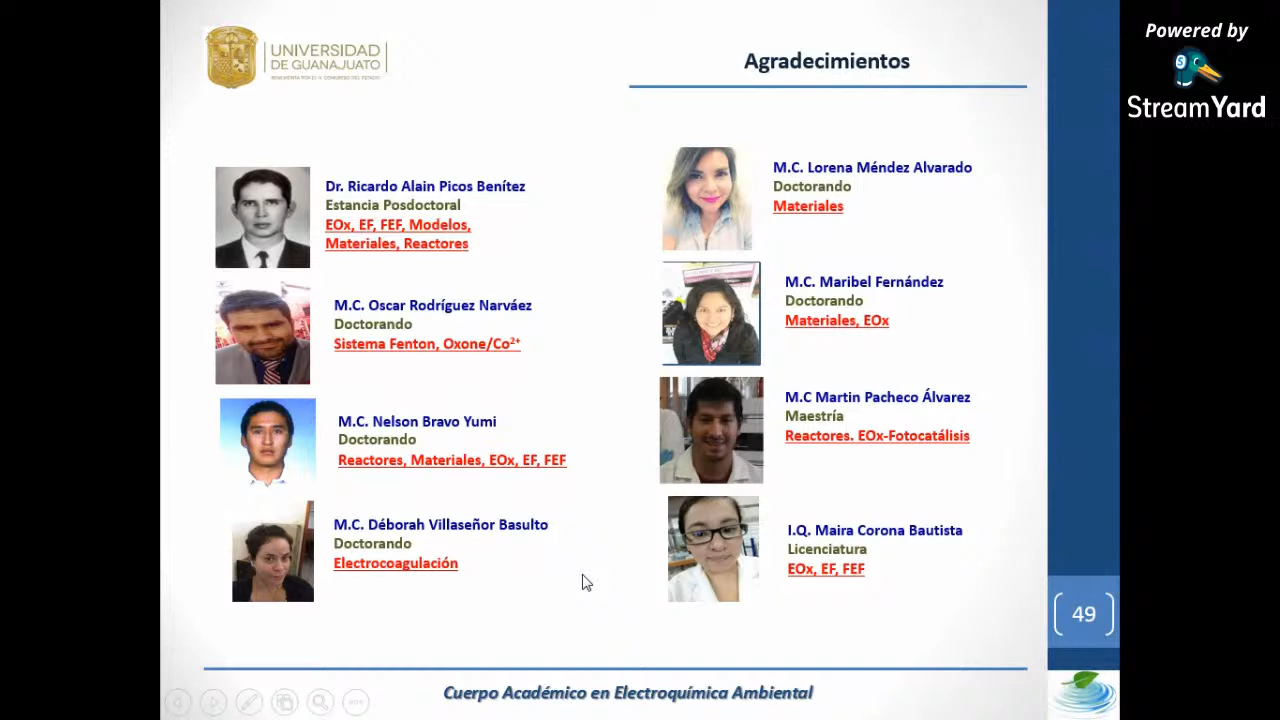 UNIVERSIDAD
DE GUANAJUATO
Agradecimientos
Powered by
StreamYard
Dr. Ricardo Alain Picos Benítez
Estancia Posdoctoral
EOx, EF, FEF, Modelos,
Materiales, Reactores
M.C. Oscar Rodríguez Narváez
Doctorando
Sistema Fenton, Oxone/Co²⁺
M.C. Nelson Bravo Yumi
Doctorando
Reactores, Materiales, EOx, EF, FEF
M.C. Déborah Villaseñor Basulto
Doctorando
Electrocoagulación
M.C. Lorena Méndez Alvarado
Doctorando
Materiales
M.C. Maribel Fernández
Doctorando
Materiales, EOx
M.C Martin Pacheco Álvarez
Maestría
Reactores. EOx-Fotocatálisis
I.Q. Maira Corona Bautista
Licenciatura
EOx, EF, FEF
49
Cuerpo Académico en Electroquímica Ambiental